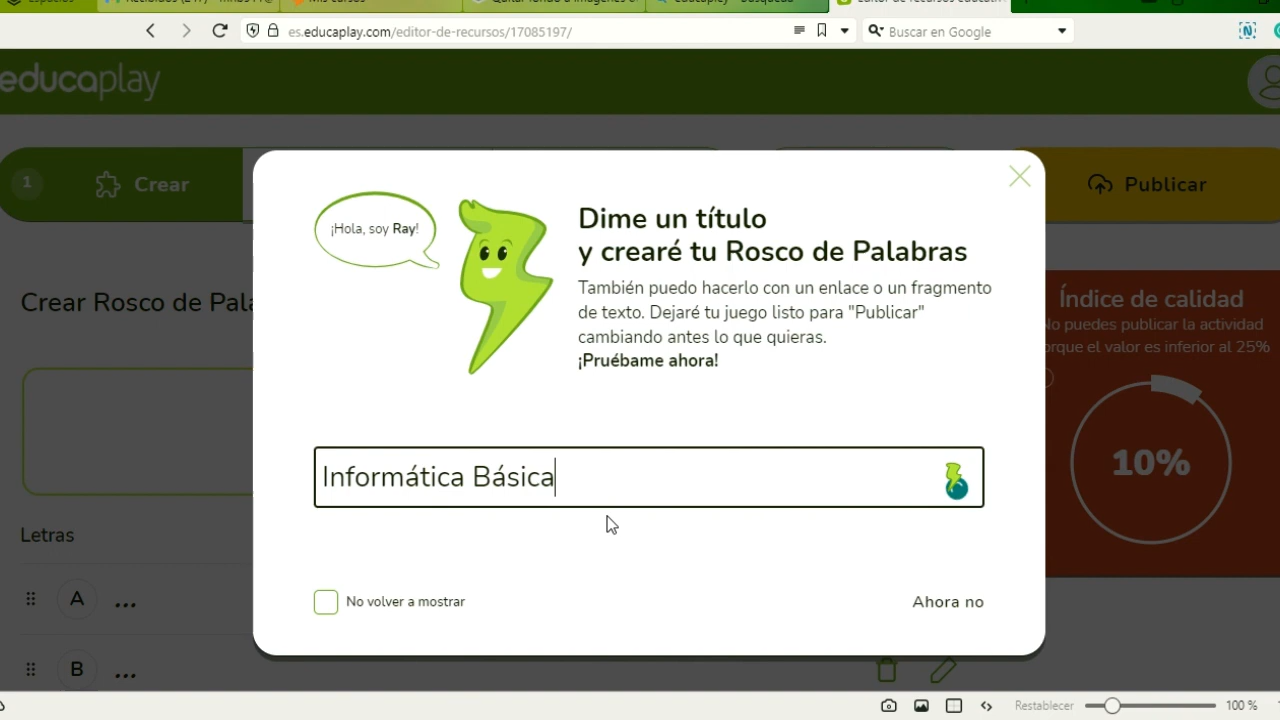 Espacios
Mis cursos
es.educaplay.com/editor-de-recursos/17085197/
Buscar en Google
educaplay
1
Crear
Publicar
¡Hola, soy Ray!
Dime un título
y crearé tu Rosco de Palabras
También puedo hacerlo con un enlace o un fragmento
de texto. Dejaré tu juego listo para "Publicar"
cambiando antes lo que quieras.
¡Pruébame ahora!
Crear Rosco de Pala
Índice de calidad
No puedes publicar la actividad
orque el valor es inferior al 25%
10%
Informática Básica
Letras
A ...
B ...
No volver a mostrar
Ahora no
Restablecer
100 %